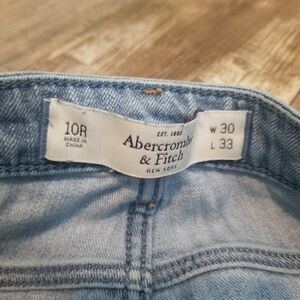 10R
MADE IN
CHINA
EST. 1892
Abercrombie
& Fitch
NEW YORK
W 30
L 33